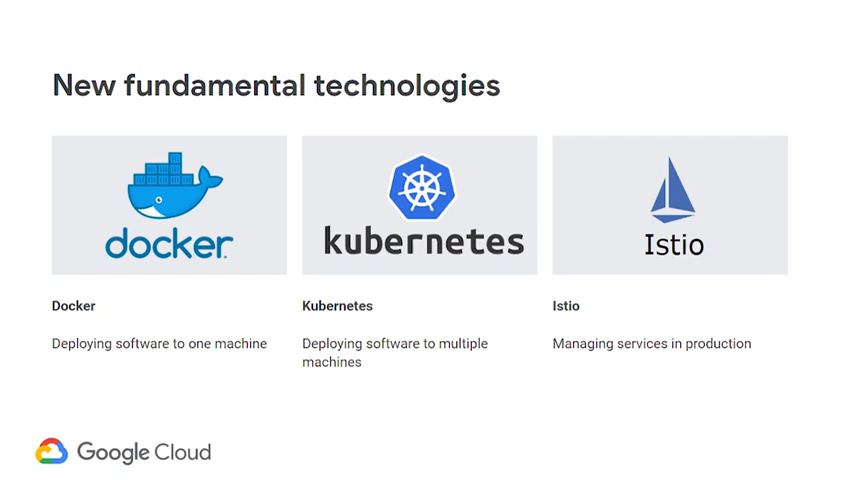 New fundamental technologies
docker
kubernetes
Istio
Docker
Kubernetes
Istio
Deploying software to one machine
Deploying software to multiple
machines
Managing services in production
Google Cloud